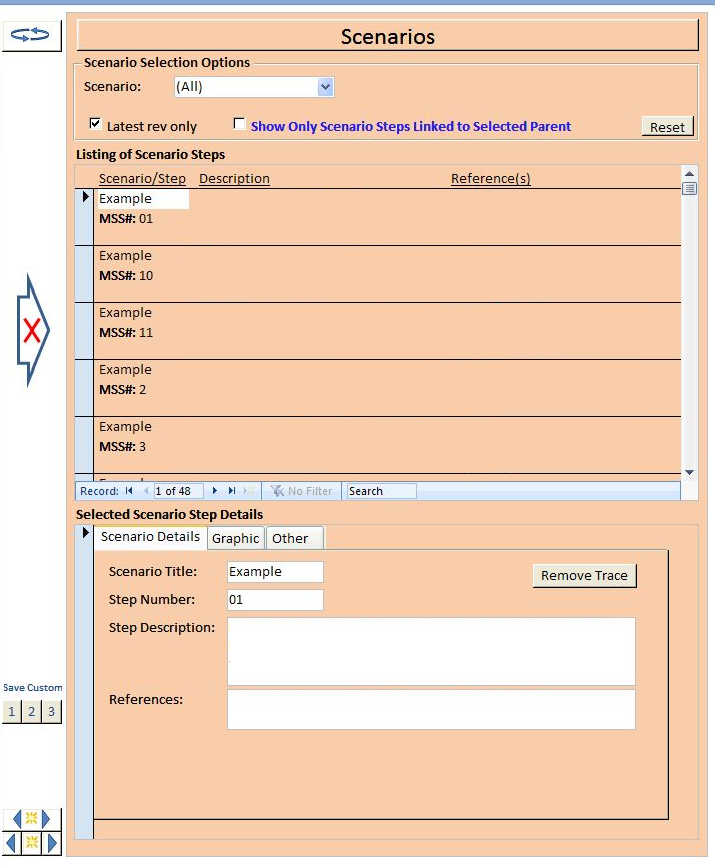 Scenarios
Scenario Selection Options
Scenario: (All)
Latest rev only Show Only Scenario Steps Linked to Selected Parent Reset
Listing of Scenario Steps
Scenario/Step Description Reference(s)
Example
MSS#: 01
Example
MSS#: 10
Example
MSS#: 11
Example
MSS#: 2
Example
MSS#: 3
Record: 1 of 48 No Filter Search
Selected Scenario Step Details
Scenario Details Graphic Other
Scenario Title: Example Remove Trace
Step Number: 01
Step Description:
References:
Save Custom
1 2 3